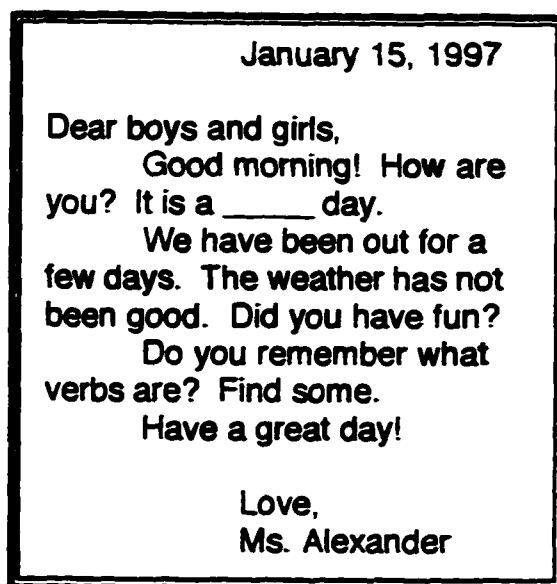 January 15, 1997
Dear boys and girls,
Good morning! How are
you? It is a _____ day.
We have been out for a
few days. The weather has not
been good. Did you have fun?
Do you remember what
verbs are? Find some.
Have a great day!
Love,
Ms. Alexander